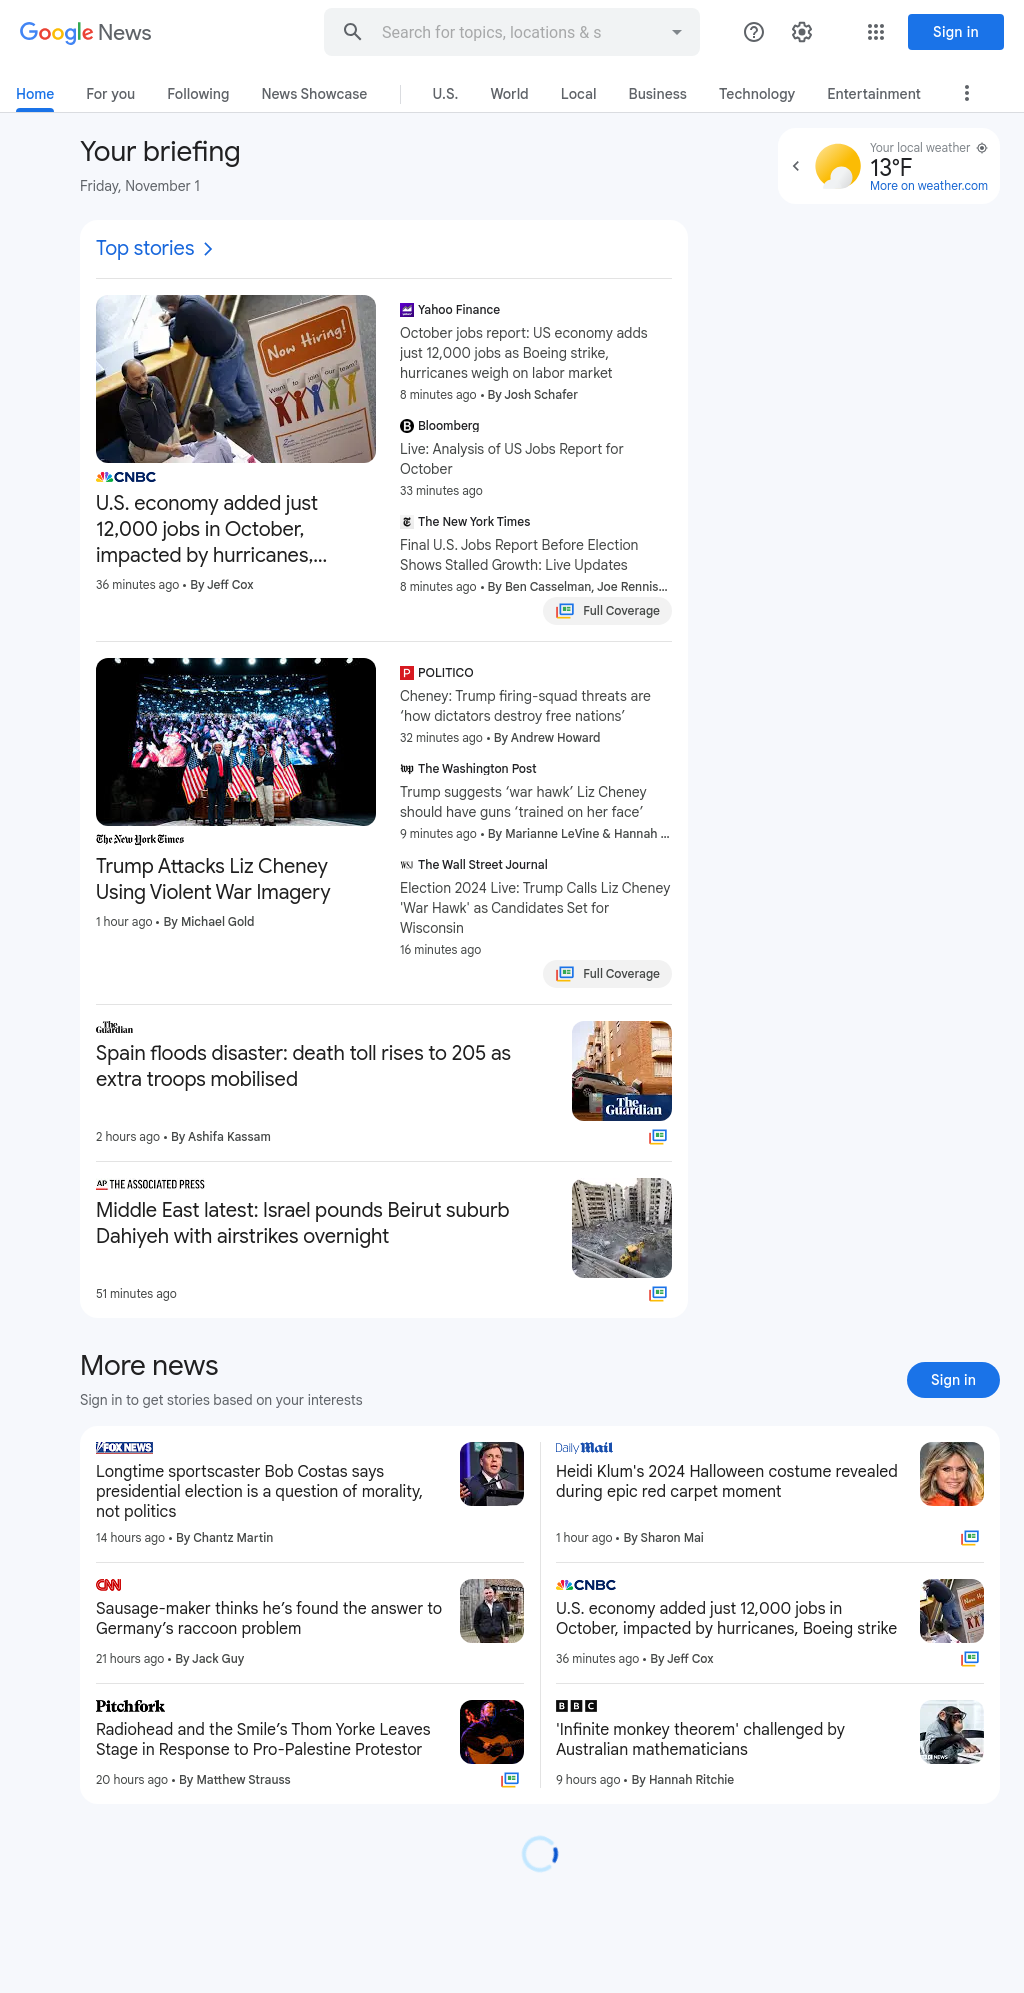 Google News
Search for topics, locations & s
Sign in
Home
For you
Following
News Showcase
U.S.
World
Local
Business
Technology
Entertainment
Your briefing
Friday, November 1
Your local weather
13°F
More on weather.com
Top stories
Now Hiring!
Want to join our team?
CNBC
U.S. economy added just
12,000 jobs in October,
impacted by hurricanes,...
36 minutes ago • By Jeff Cox
Yahoo Finance
October jobs report: US economy adds
just 12,000 jobs as Boeing strike,
hurricanes weigh on labor market
8 minutes ago • By Josh Schafer
Bloomberg
Live: Analysis of US Jobs Report for
October
33 minutes ago
The New York Times
Final U.S. Jobs Report Before Election
Shows Stalled Growth: Live Updates
8 minutes ago • By Ben Casselman, Joe Rennis...
Full Coverage
The New York Times
Trump Attacks Liz Cheney
Using Violent War Imagery
1 hour ago • By Michael Gold
POLITICO
Cheney: Trump firing-squad threats are
‘how dictators destroy free nations’
32 minutes ago • By Andrew Howard
The Washington Post
Trump suggests ‘war hawk’ Liz Cheney
should have guns ‘trained on her face’
9 minutes ago • By Marianne LeVine & Hannah ...
The Wall Street Journal
Election 2024 Live: Trump Calls Liz Cheney
'War Hawk' as Candidates Set for
Wisconsin
16 minutes ago
Full Coverage
The Guardian
Spain floods disaster: death toll rises to 205 as
extra troops mobilised
2 hours ago • By Ashifa Kassam
The Guardian
AP THE ASSOCIATED PRESS
Middle East latest: Israel pounds Beirut suburb
Dahiyeh with airstrikes overnight
51 minutes ago
More news
Sign in to get stories based on your interests
Sign in
FOX NEWS
Longtime sportscaster Bob Costas says
presidential election is a question of morality,
not politics
14 hours ago • By Chantz Martin
Daily Mail
Heidi Klum's 2024 Halloween costume revealed
during epic red carpet moment
1 hour ago • By Sharon Mai
CNN
Sausage-maker thinks he’s found the answer to
Germany’s raccoon problem
21 hours ago • By Jack Guy
CNBC
U.S. economy added just 12,000 jobs in
October, impacted by hurricanes, Boeing strike
36 minutes ago • By Jeff Cox
Pitchfork
Radiohead and the Smile’s Thom Yorke Leaves
Stage in Response to Pro-Palestine Protestor
20 hours ago • By Matthew Strauss
BBC
'Infinite monkey theorem' challenged by
Australian mathematicians
9 hours ago • By Hannah Ritchie